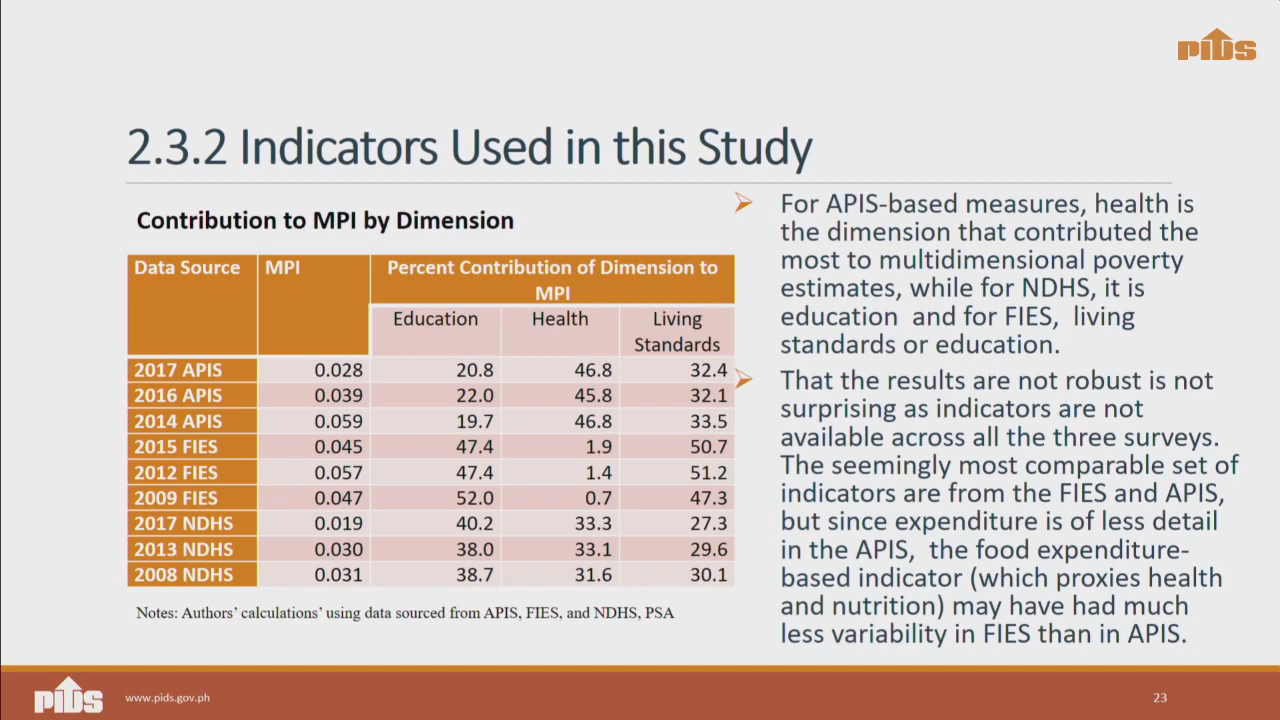 PIDS
2.3.2 Indicators Used in this Study
Contribution to MPI by Dimension
Data Source MPI Percent Contribution of Dimension to
MPI
Education Health Living
Standards
2017 APIS 0.028 20.8 46.8 32.4
2016 APIS 0.039 22.0 45.8 32.1
2014 APIS 0.059 19.7 46.8 33.5
2015 FIES 0.045 47.4 1.9 50.7
2012 FIES 0.057 47.4 1.4 51.2
2009 FIES 0.047 52.0 0.7 47.3
2017 NDHS 0.019 40.2 33.3 27.3
2013 NDHS 0.030 38.0 33.1 29.6
2008 NDHS 0.031 38.7 31.6 30.1
Notes: Authors' calculations' using data sourced from APIS, FIES, and NDHS, PSA
For APIS-based measures, health is
the dimension that contributed the
most to multidimensional poverty
estimates, while for NDHS, it is
education and for FIES, living
standards or education.
That the results are not robust is not
surprising as indicators are not
available across all the three surveys.
The seemingly most comparable set of
indicators are from the FIES and APIS,
but since expenditure is of less detail
in the APIS, the food expenditure-
based indicator (which proxies health
and nutrition) may have had much
less variability in FIES than in APIS.
PIDS
www.pids.gov.ph
23